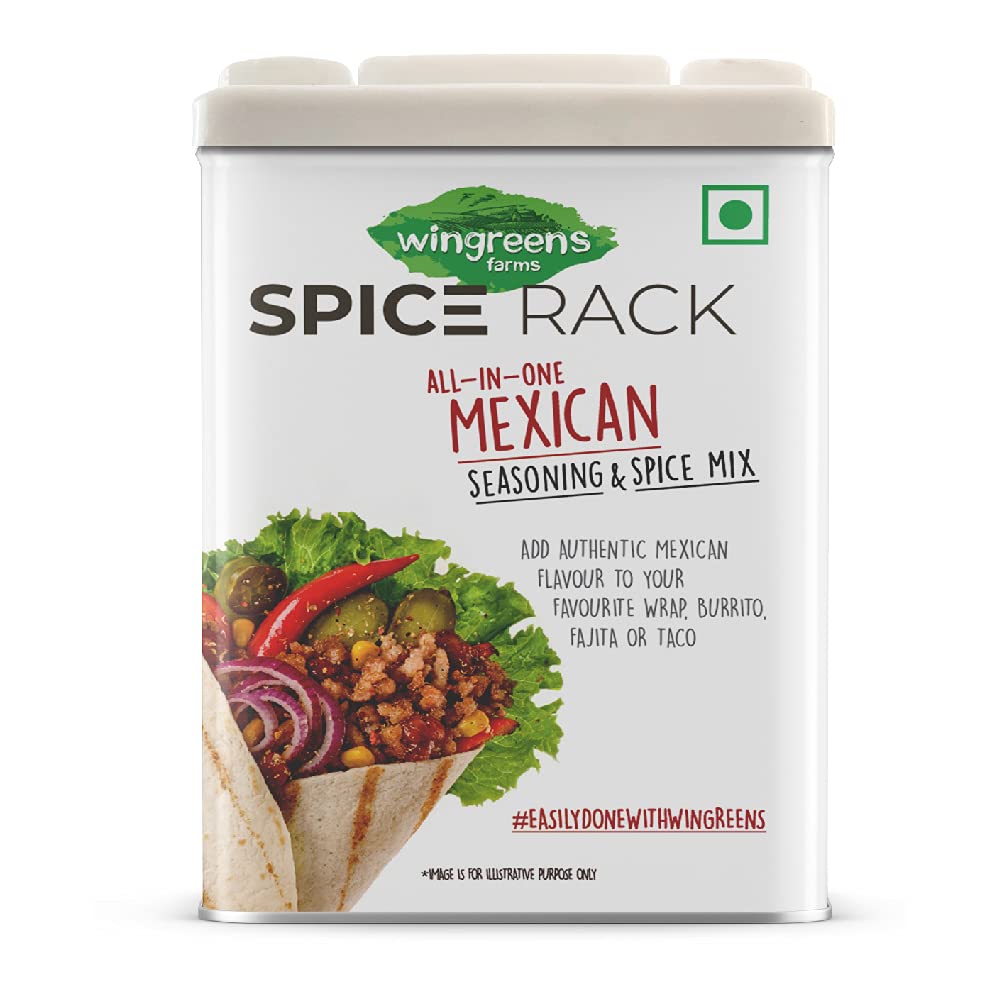 wingreens
farms
SPICE RACK
ALL-IN-ONE
MEXICAN
SEASONING & SPICE MIX
ADD AUTHENTIC MEXICAN
FLAVOUR TO YOUR
FAVOURITE WRAP, BURRITO,
FAJITA OR TACO
#EASILYDONEWITHWINGREENS
*IMAGE IS FOR ILLISTRATIVE PURPOSE ONLY